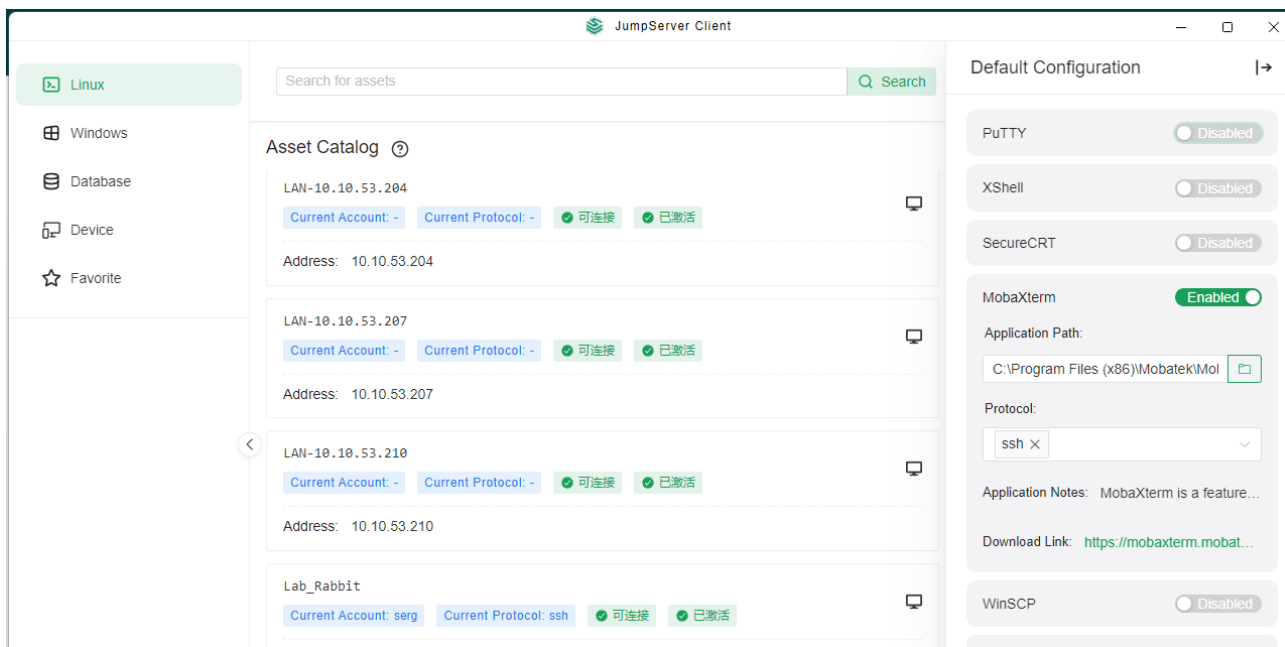 JumpServer Client
Linux
Windows
Database
Device
Favorite
Search for assets
Search
Asset Catalog
LAN-10.10.53.204
Current Account: - Current Protocol: - 可连接 已激活
Address: 10.10.53.204
LAN-10.10.53.207
Current Account: - Current Protocol: - 可连接 已激活
Address: 10.10.53.207
LAN-10.10.53.210
Current Account: - Current Protocol: - 可连接 已激活
Address: 10.10.53.210
Lab_Rabbit
Current Account: serg Current Protocol: ssh 可连接 已激活
Default Configuration
PuTTY Disabled
XShell Disabled
SecureCRT Disabled
MobaXterm Enabled
Application Path:
C:\Program Files (x86)\Mobatek\Mol
Protocol:
ssh
Application Notes: MobaXterm is a feature...
Download Link: https://mobaxterm.mobat...
WinSCP Disabled